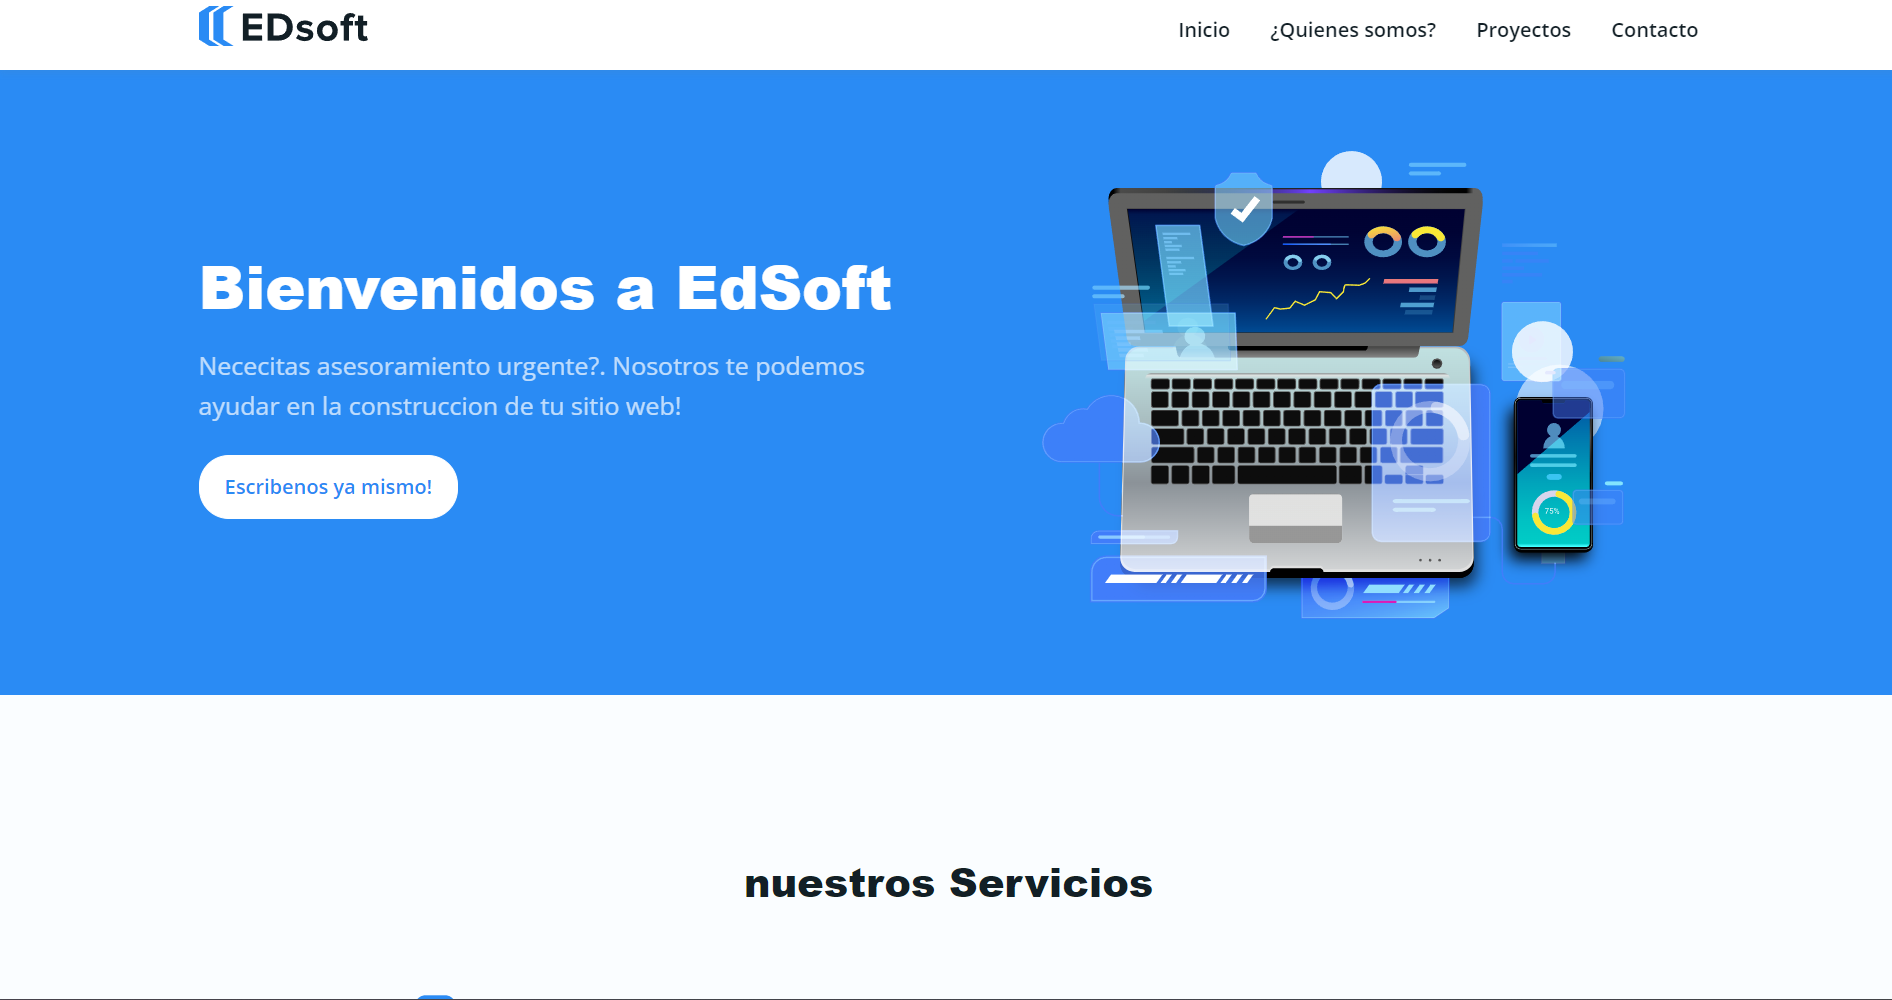 EDsoft
Inicio
¿Quienes somos?
Proyectos
Contacto
Bienvenidos a EdSoft
Nececitas asesoramiento urgente?. Nosotros te podemos
ayudar en la construccion de tu sitio web!
Escribenos ya mismo!
75%
nuestros Servicios